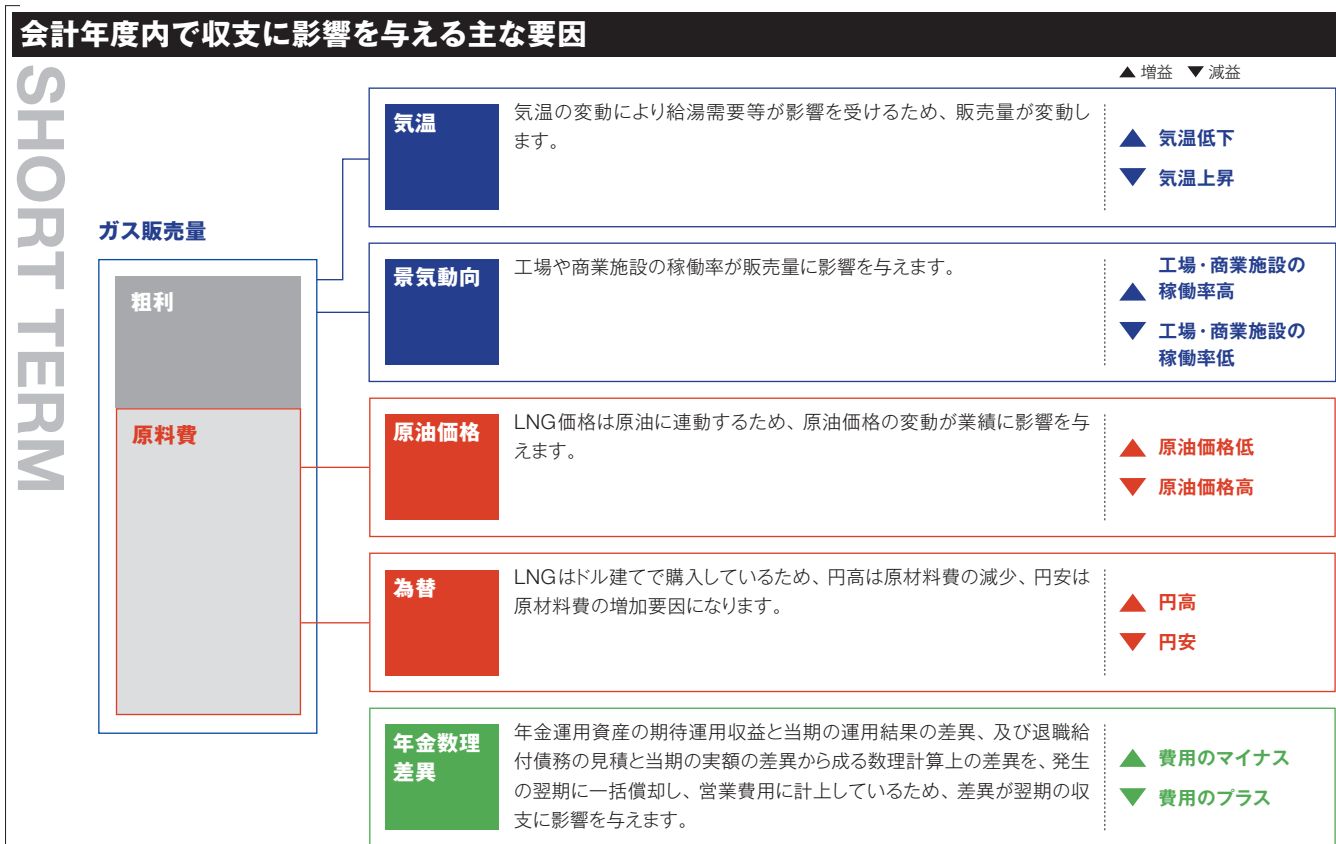 会計年度内で収支に影響を与える主な要因
SHORT TERM
▲ 増益 ▼ 減益
ガス販売量
粗利
原料費
気温
気温の変動により給湯需要等が影響を受けるため、販売量が変動し
ます。
▲ 気温低下
▼ 気温上昇
景気動向
工場や商業施設の稼働率が販売量に影響を与えます。
工場・商業施設の
▲ 稼働率高
▼ 工場・商業施設の
稼働率低
原油価格
LNG価格は原油に連動するため、原油価格の変動が業績に影響を与
えます。
▲ 原油価格低
▼ 原油価格高
為替
LNGはドル建てで購入しているため、円高は原材料費の減少、円安は
原材料費の増加要因になります。
▲ 円高
▼ 円安
年金数理
差異
年金運用資産の期待運用収益と当期の運用結果の差異、及び退職給
付債務の見積と当期の実額の差異から成る数理計算上の差異を、発生
の翌期に一括償却し、営業費用に計上しているため、差異が翌期の収
支に影響を与えます。
▲ 費用のマイナス
▼ 費用のプラス